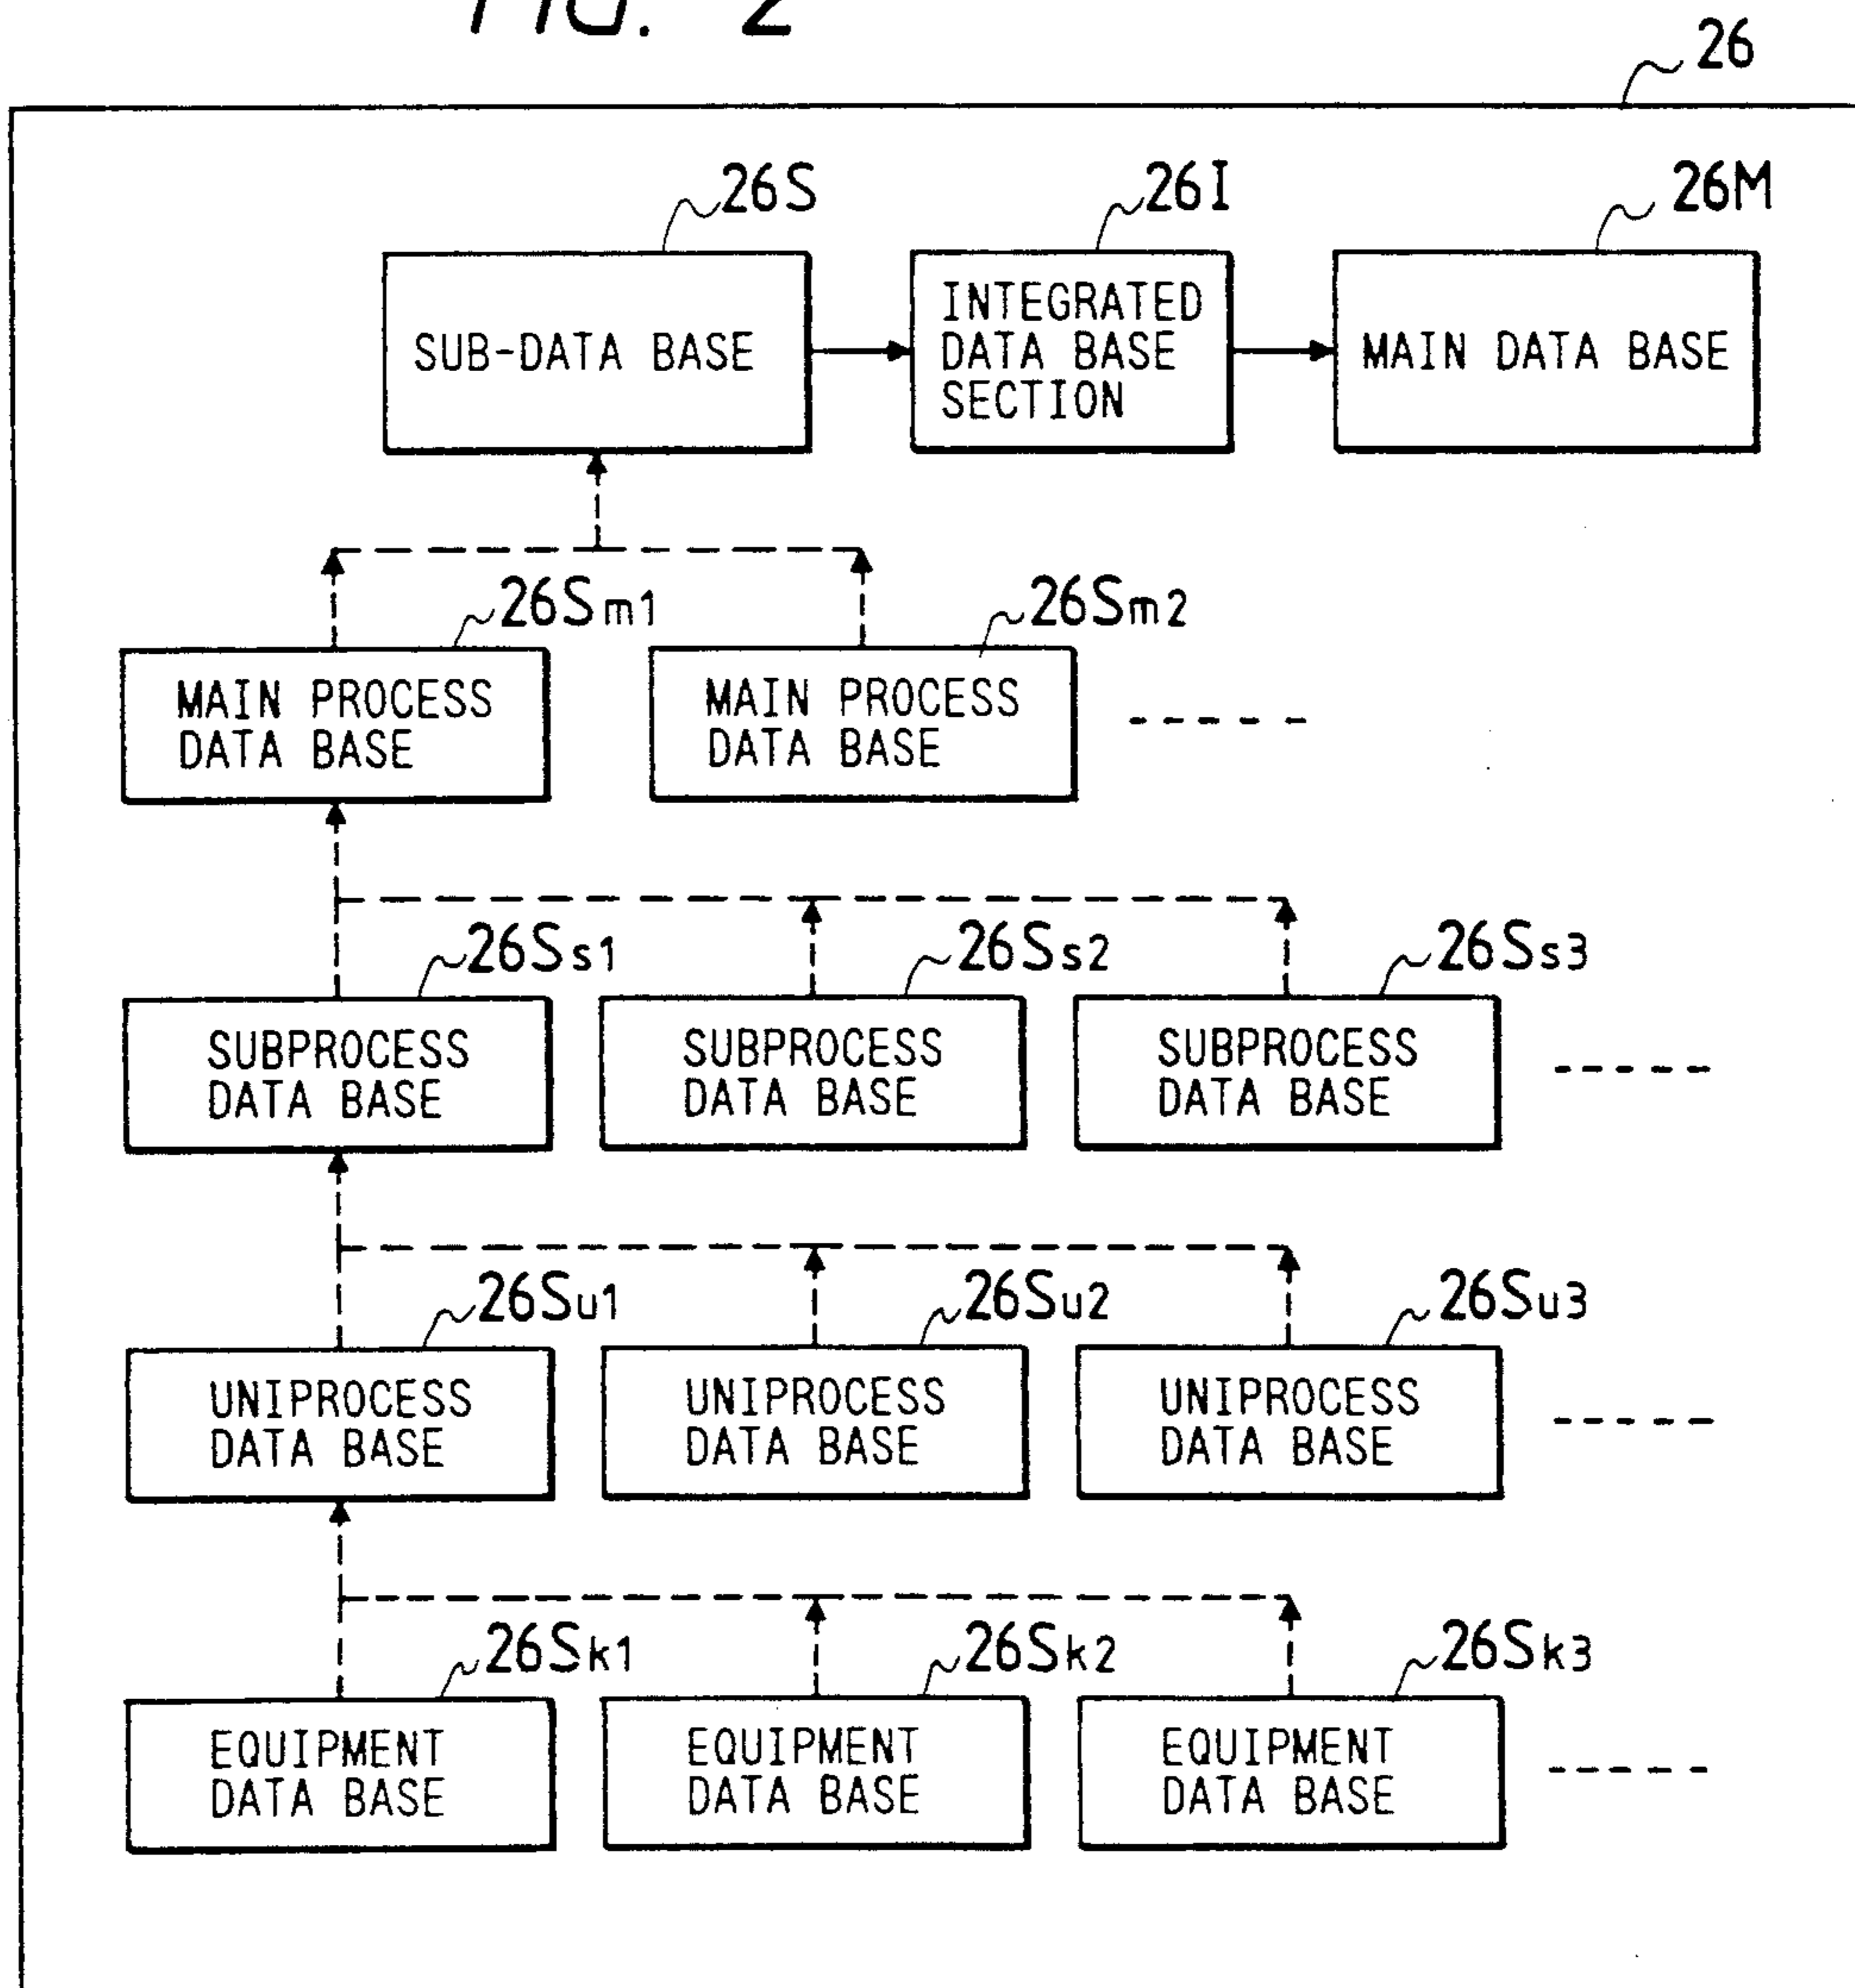 FIG. 2
26
26S
26I
26M
SUB-DATA BASE
INTEGRATED
DATA BASE
SECTION
MAIN DATA BASE
26Sm1
26Sm2
MAIN PROCESS
DATA BASE
MAIN PROCESS
DATA BASE
26Ss1
26Ss2
26Ss3
SUBPROCESS
DATA BASE
SUBPROCESS
DATA BASE
SUBPROCESS
DATA BASE
26Su1
26Su2
26Su3
UNIPROCESS
DATA BASE
UNIPROCESS
DATA BASE
UNIPROCESS
DATA BASE
26Sk1
26Sk2
26Sk3
EQUIPMENT
DATA BASE
EQUIPMENT
DATA BASE
EQUIPMENT
DATA BASE